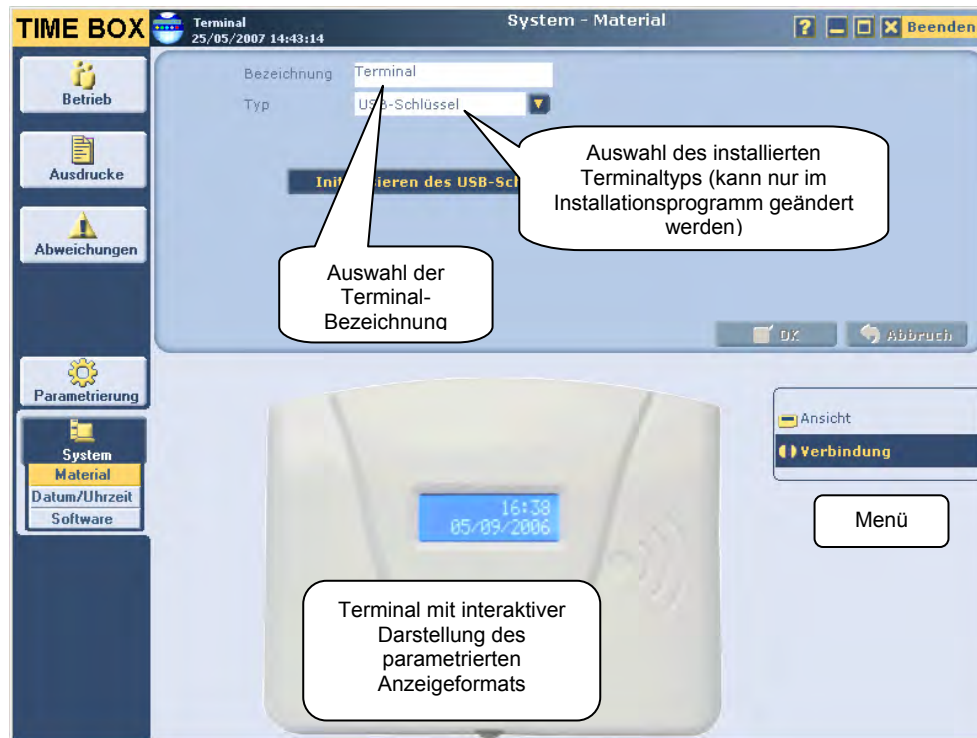 TIME BOX
Terminal
25/05/2007 14:43:14
System - Material
?
Beenden
Betrieb
Ausdrucke
Abweichungen
Parametrierung
System
Material
Datum/Uhrzeit
Software
Bezeichnung Terminal
Typ
Auswahl des installierten
Terminaltyps (kann nur im
Installationsprogramm geändert
werden)
Auswahl der
Terminal-
Bezeichnung
OK
Abbruch
Ansicht
Verbindung
Menü
16:38
05/09/2006
Terminal mit interaktiver
Darstellung des
parametrierten
Anzeigeformats